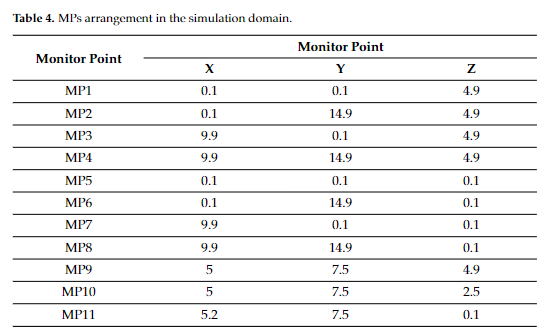 Table 4. MPs arrangement in the simulation domain.
Monitor Point Monitor Point
X Y Z
MP1 0.1 0.1 4.9
MP2 0.1 14.9 4.9
MP3 9.9 0.1 4.9
MP4 9.9 14.9 4.9
MP5 0.1 0.1 0.1
MP6 0.1 14.9 0.1
MP7 9.9 0.1 0.1
MP8 9.9 14.9 0.1
MP9 5 7.5 4.9
MP10 5 7.5 2.5
MP11 5.2 7.5 0.1